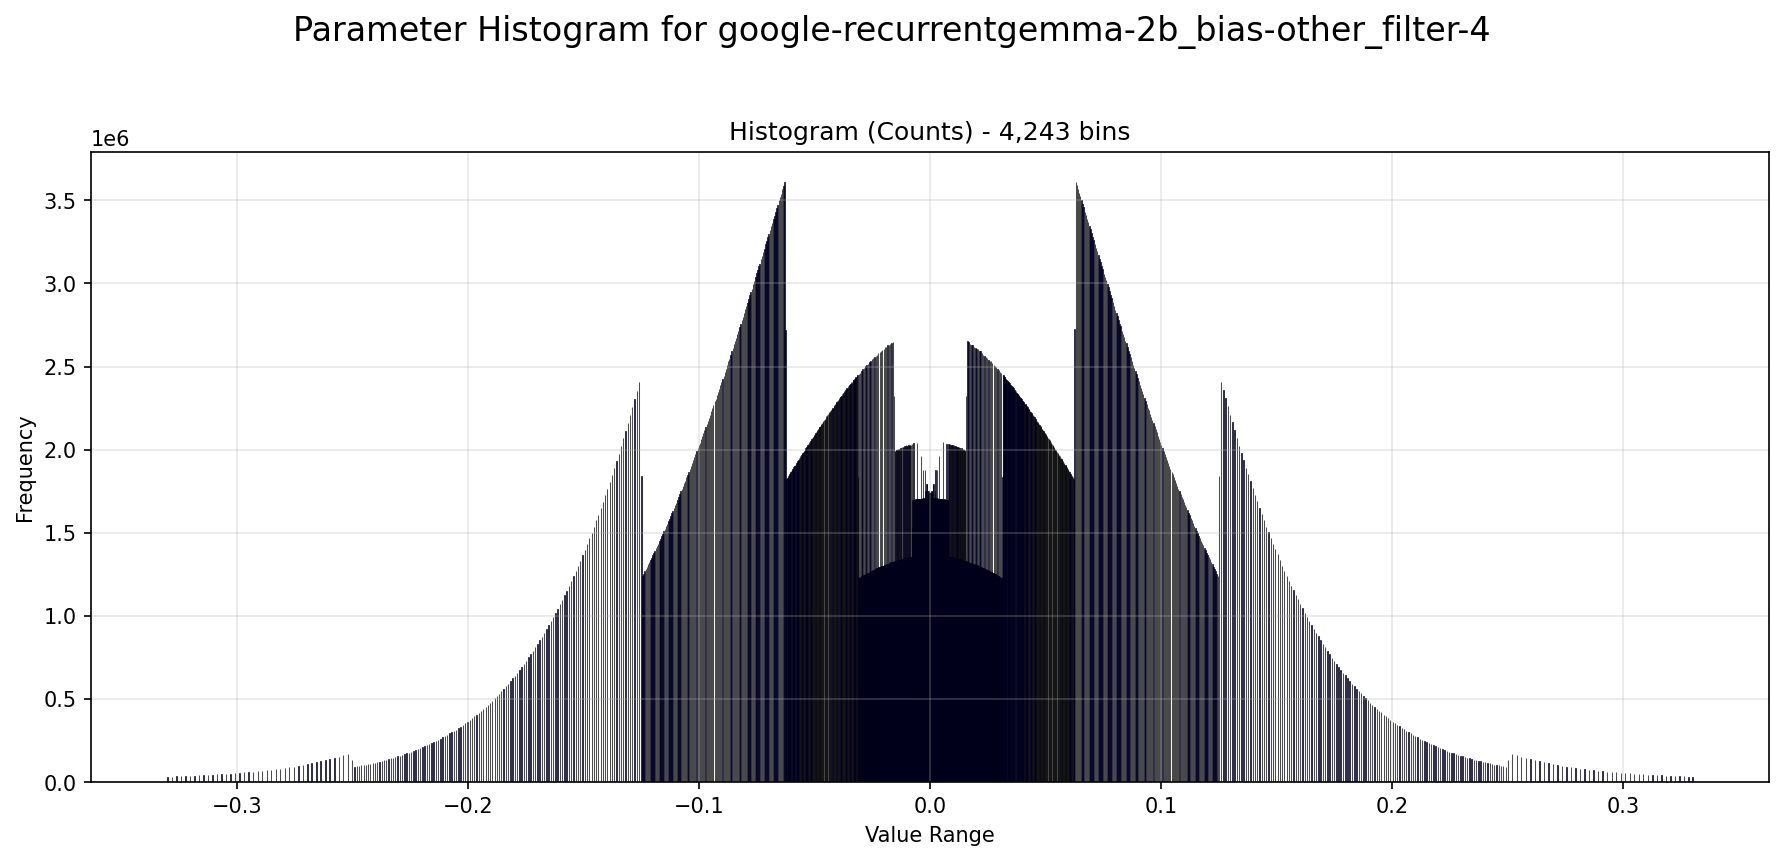 Parameter Histogram for google-recurrentgemma-2b_bias-other_filter-4
Histogram (Counts) - 4,243 bins
1e6
3.5
3.0
2.5
2.0
1.5
1.0
0.5
0.0
Frequency
−0.3 −0.2 −0.1 0.0 0.1 0.2 0.3
Value Range